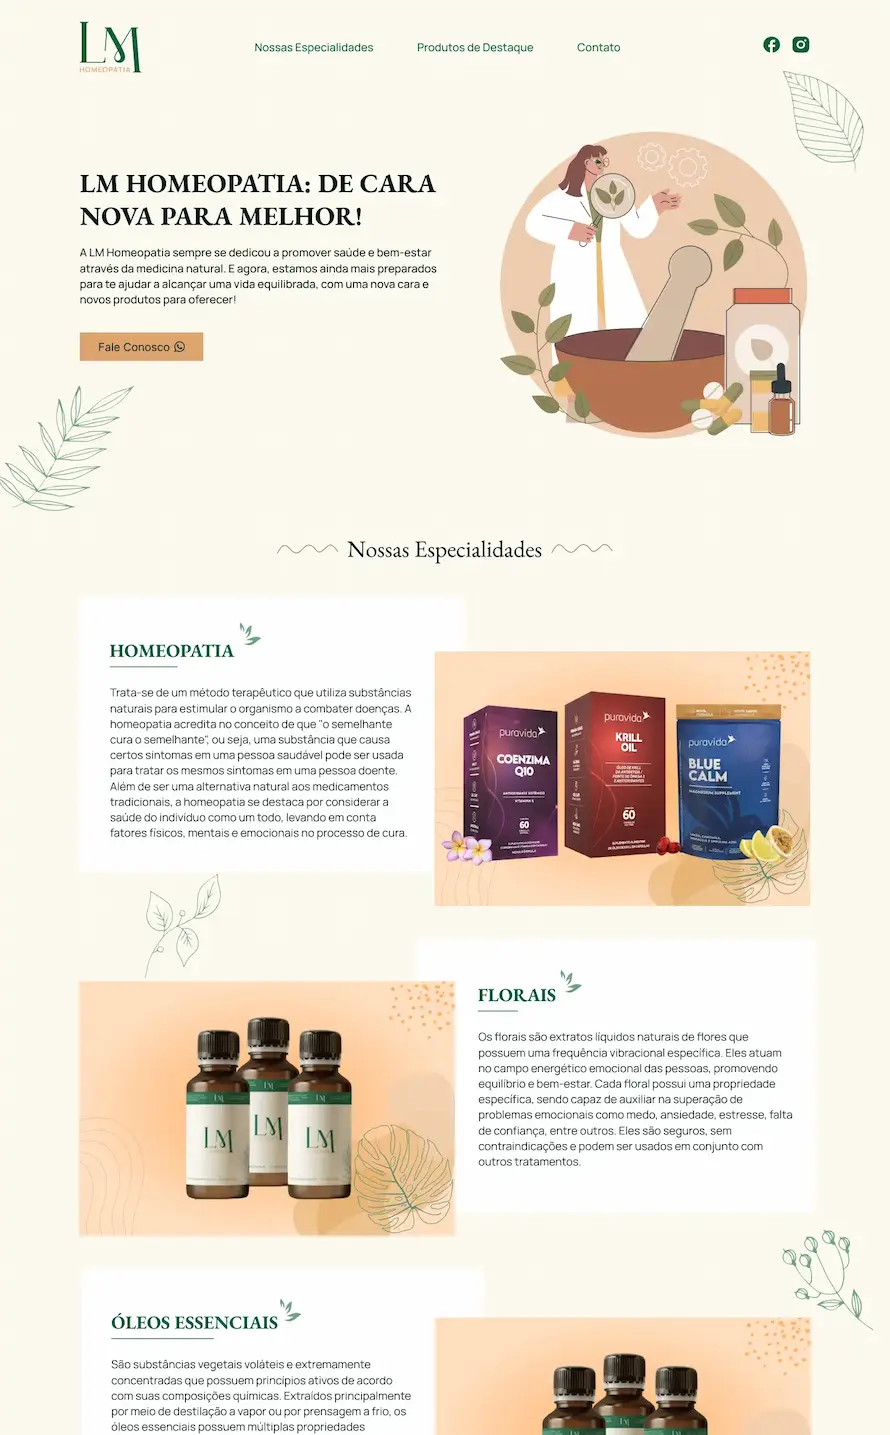 LM
HOMEOPATIA
Nossas Especialidades
Produtos de Destaque
Contato
LM HOMEOPATIA: DE CARA
NOVA PARA MELHOR!
A LM Homeopatia sempre se dedicou a promover saúde e bem-estar
através da medicina natural. E agora, estamos ainda mais preparados
para te ajudar a alcançar uma vida equilibrada, com uma nova cara e
novos produtos para oferecer!
Fale Conosco
Nossas Especialidades
HOMEOPATIA
Trata-se de um método terapêutico que utiliza substâncias
naturais para estimular o organismo a combater doenças. A
homeopatia acredita no conceito de que "o semelhante
cura o semelhante", ou seja, uma substância que causa
certos sintomas em uma pessoa saudável pode ser usada
para tratar os mesmos sintomas em uma pessoa doente.
Além de ser uma alternativa natural aos medicamentos
tradicionais, a homeopatia se destaca por considerar a
saúde do indivíduo como um todo, levando em conta
fatores físicos, mentais e emocionais no processo de cura.
puravida
COENZIMA
Q10
60
puravida
KRILL
OIL
60
puravida
BLUE
CALM
MAGNESIUM SUPPLEMENT
FLORAIS
Os florais são extratos líquidos naturais de flores que
possuem uma frequência vibracional específica. Eles atuam
no campo energético emocional das pessoas, promovendo
equilíbrio e bem-estar. Cada floral possui uma propriedade
específica, sendo capaz de auxiliar na superação de
problemas emocionais como medo, ansiedade, estresse, falta
de confiança, entre outros. Eles são seguros, sem
contraindicações e podem ser usados em conjunto com
outros tratamentos.
LM
LM
LM
ÓLEOS ESSENCIAIS
São substâncias vegetais voláteis e extremamente
concentradas que possuem princípios ativos de acordo
com suas composições químicas. Extraídos principalmente
por meio de destilação a vapor ou por prensagem a frio, os
óleos essenciais possuem múltiplas propriedades